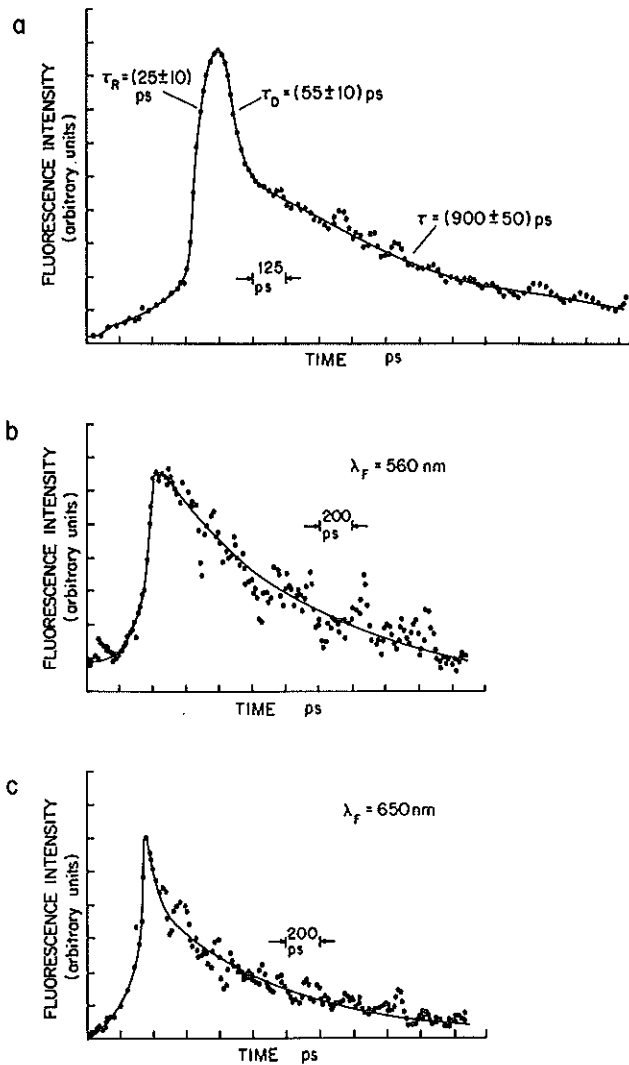 a
FLUORESCENCE INTENSITY
(arbitrary units)
τR = (25±10)
ps
τD = (55±10) ps
τ = (900±50) ps
125
ps
TIME ps
b
FLUORESCENCE INTENSITY
(arbitrary units)
λF = 560 nm
200
ps
TIME ps
c
FLUORESCENCE INTENSITY
(arbitrary units)
λF = 650 nm
200
ps
TIME ps